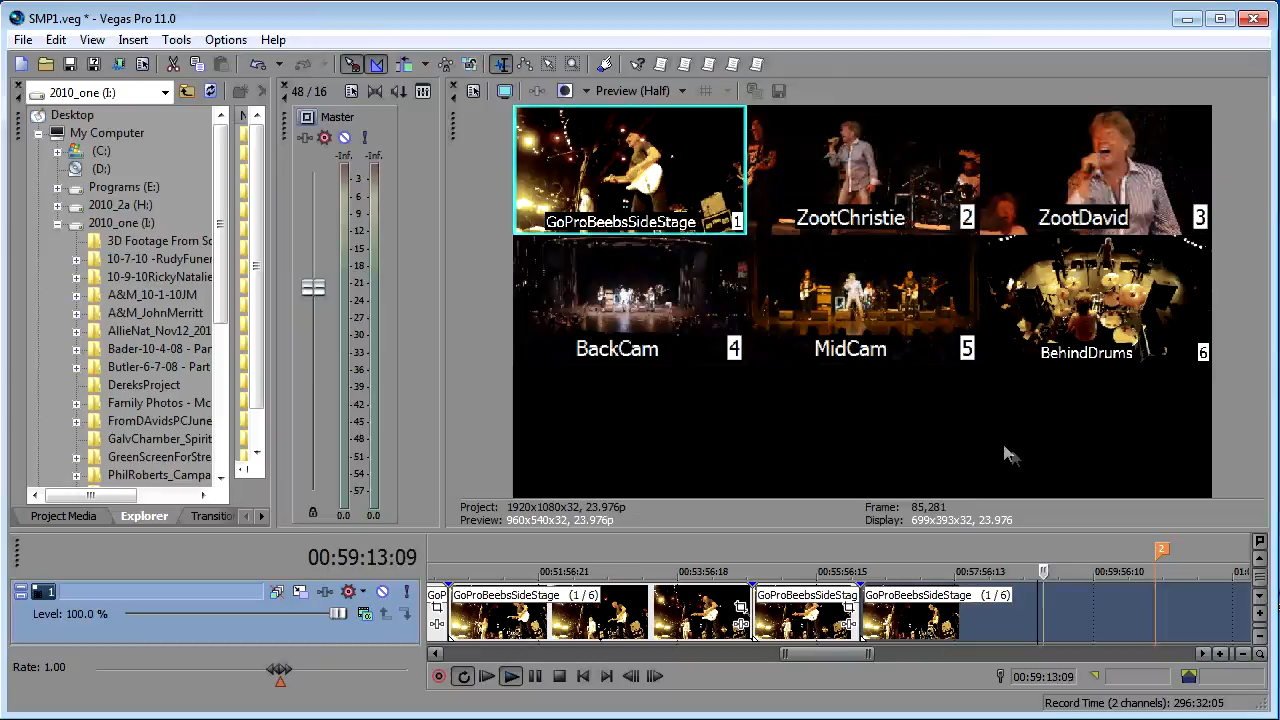 SMP1.veg * - Vegas Pro 11.0
File Edit View Insert Tools Options Help
2010_one (I:)
48 / 16
Preview (Half)
Desktop
My Computer
(C:)
(D:)
Programs (E:)
2010_2a (H:)
2010_one (I:)
3D Footage From Sc
10-7-10 -RudyFuner
10-9-10RickyNatalie
A&M_10-1-10JM
A&M_JohnMerritt
AllieNat_Nov12_201
Bader-10-4-08 - Part
Butler-6-7-08 - Part
DereksProject
Family Photos - Mc
FromDAvidsPCJune
GalvChamber_Spirit
GreenScreenForStre
PhilRoberts_Campa
Project Media Explorer Transition
N
Master
-Inf. -Inf.
- 3 -
- 6 -
- 9 -
-12-
-15-
-18-
-21-
-24-
-27-
-30-
-33-
-36-
-39-
-42-
-45-
-48-
-51-
-54-
-57-
0.0 0.0
GoProBeebsSideStage 1
ZootChristie 2
ZootDavid 3
BackCam 4
MidCam 5
BehindDrums 6
Project: 1920x1080x32, 23.976p
Preview: 960x540x32, 23.976p
Frame: 85,281
Display: 699x393x32, 23.976
00:59:13:09
2
00:51:56:21 00:53:56:18 00:55:56:15 00:57:56:13 00:59:56:10 01:0
1
Level: 100.0 %
GoP GoProBeebsSideStage (1 / 6) GoProBeebsSideStag GoProBeebsSideStage (1 / 6)
Rate: 1.00
00:59:13:09
Record Time (2 channels): 296:32:05